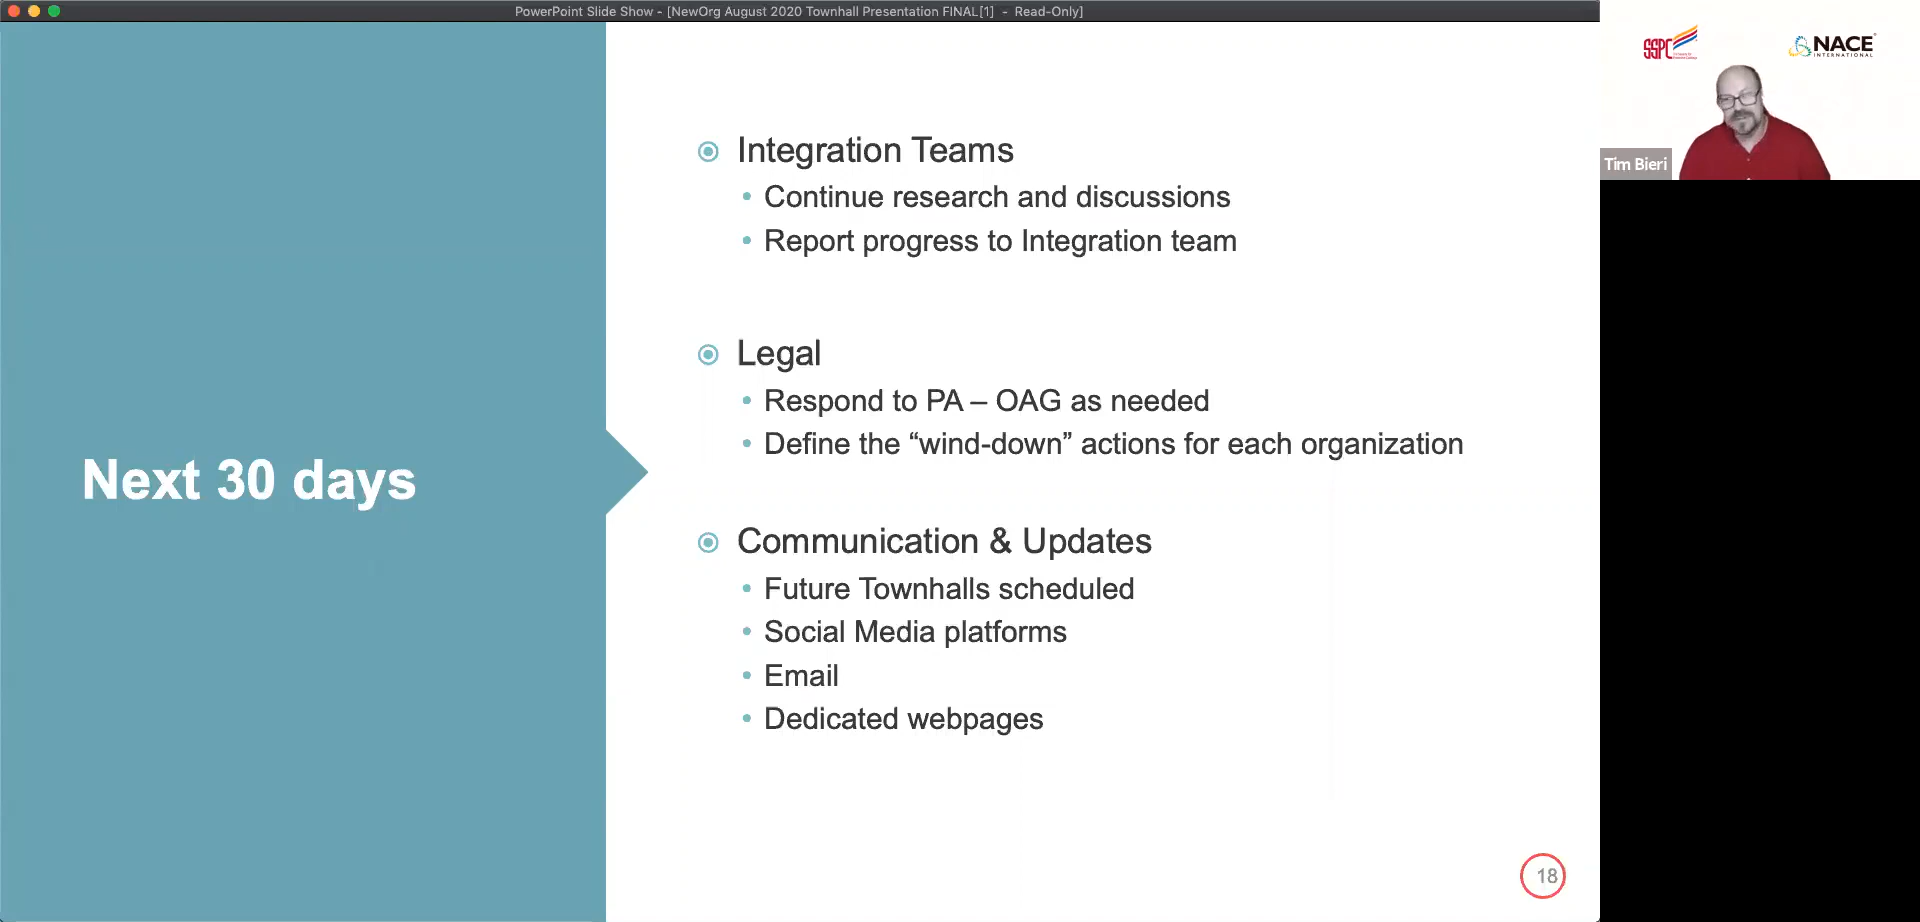 PowerPoint Slide Show - [NewOrg August 2020 Townhall Presentation FINAL[1] - Read-Only]
SSPC
NACE
INTERNATIONAL
Tim Bieri
Next 30 days
Integration Teams
Continue research and discussions
Report progress to Integration team
Legal
Respond to PA – OAG as needed
Define the “wind-down” actions for each organization
Communication & Updates
Future Townhalls scheduled
Social Media platforms
Email
Dedicated webpages
18